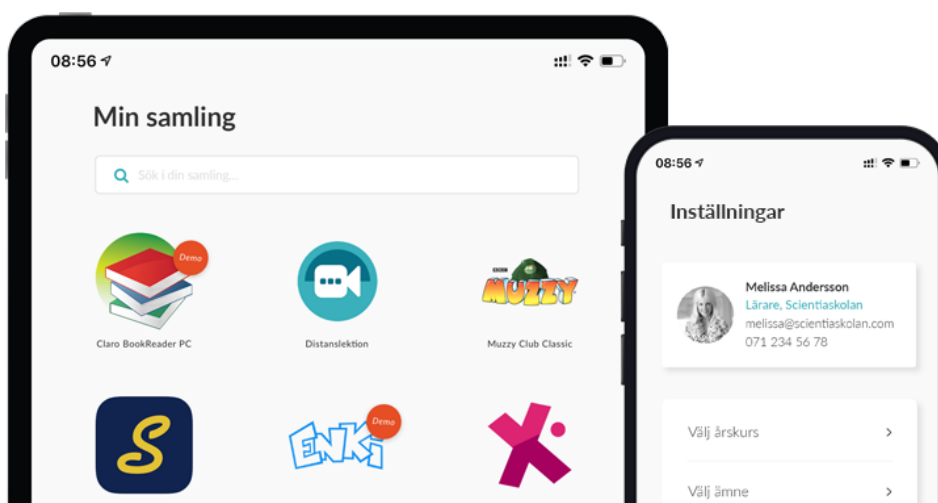 08:56
Min samling
Sök i din samling...
Demo
Claro BookReader PC
Distanslektion
BBC
MUZZY
Muzzy Club Classic
S
ENKi
Demo
08:56
Inställningar
Melissa Andersson
Lärare, Scientiaskolan
melissa@scientiaskolan.com
071 234 56 78
Välj årskurs
Välj ämne